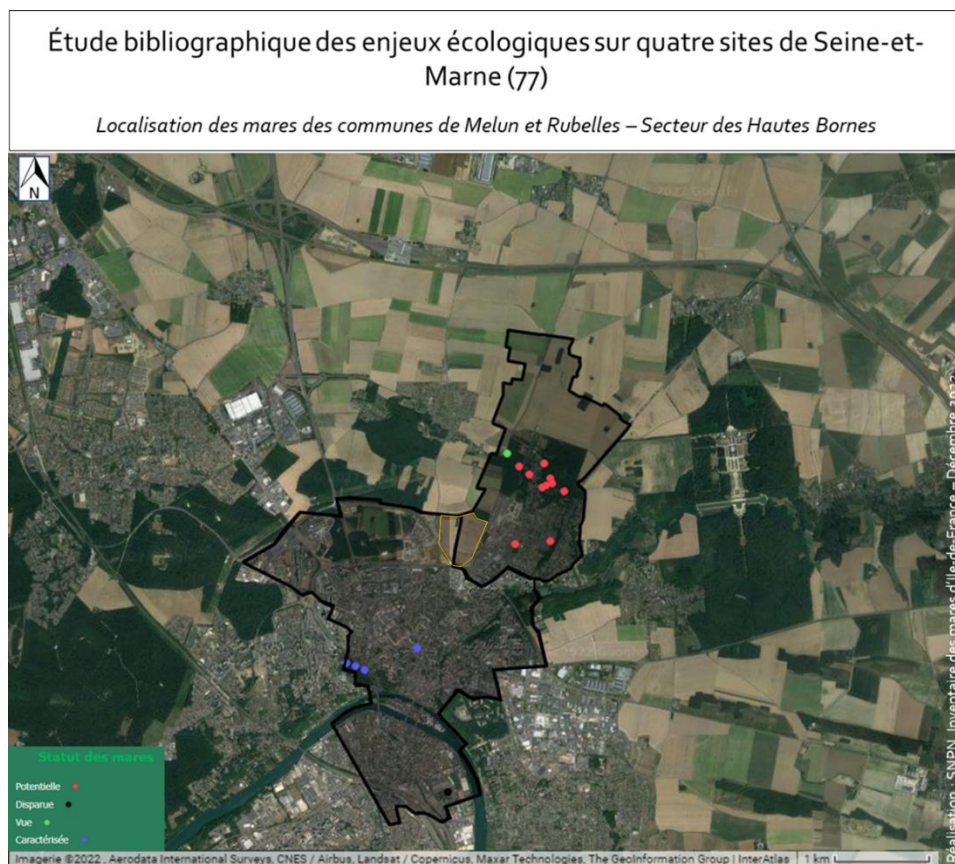 Étude bibliographique des enjeux écologiques sur quatre sites de Seine-et-
Marne (77)
Localisation des mares des communes de Melun et Rubelles – Secteur des Hautes Bornes
N
Réalisation : SNPN, Inventaire des mares d'Ile-de-France – Décembre 2022
Statut des mares
Potentielle
Disparue
Vue
Caractérisée
Imagerie ©2022 , Aerodata International Surveys, CNES / Airbus, Landsat / Copernicus, Maxar Technologies, The GeoInformation Group | InterAtlas
1 km